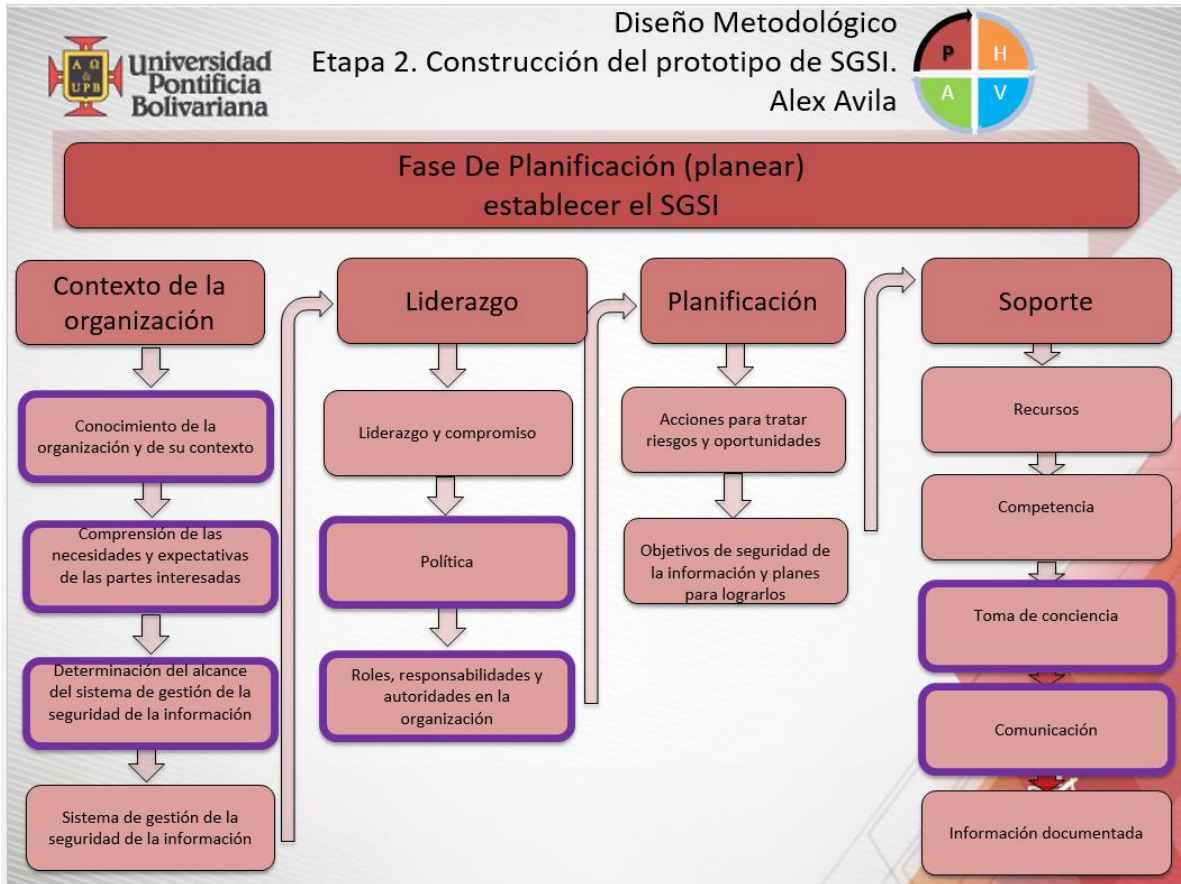 Diseño Metodológico
Etapa 2. Construcción del prototipo de SGSI.
Alex Avila
Α Ω
&
UPB
Universidad
Pontificia
Bolivariana
P
H
A
V
Fase De Planificación (planear)
establecer el SGSI
Contexto de la
organización
Conocimiento de la
organización y de su contexto
Comprensión de las
necesidades y expectativas
de las partes interesadas
Determinación del alcance
del sistema de gestión de la
seguridad de la información
Sistema de gestión de la
seguridad de la información
Liderazgo
Liderazgo y compromiso
Política
Roles, responsabilidades y
autoridades en la
organización
Planificación
Acciones para tratar
riesgos y oportunidades
Objetivos de seguridad de
la información y planes
para lograrlos
Soporte
Recursos
Competencia
Toma de conciencia
Comunicación
Información documentada